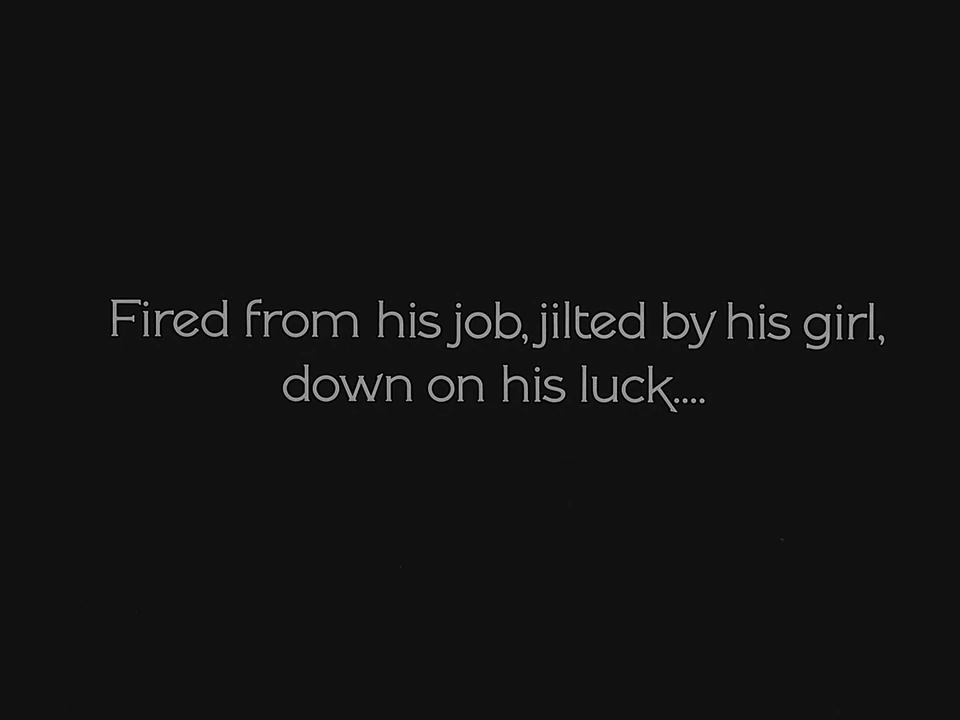 Fired from his job, jilted by his girl,
down on his luck....